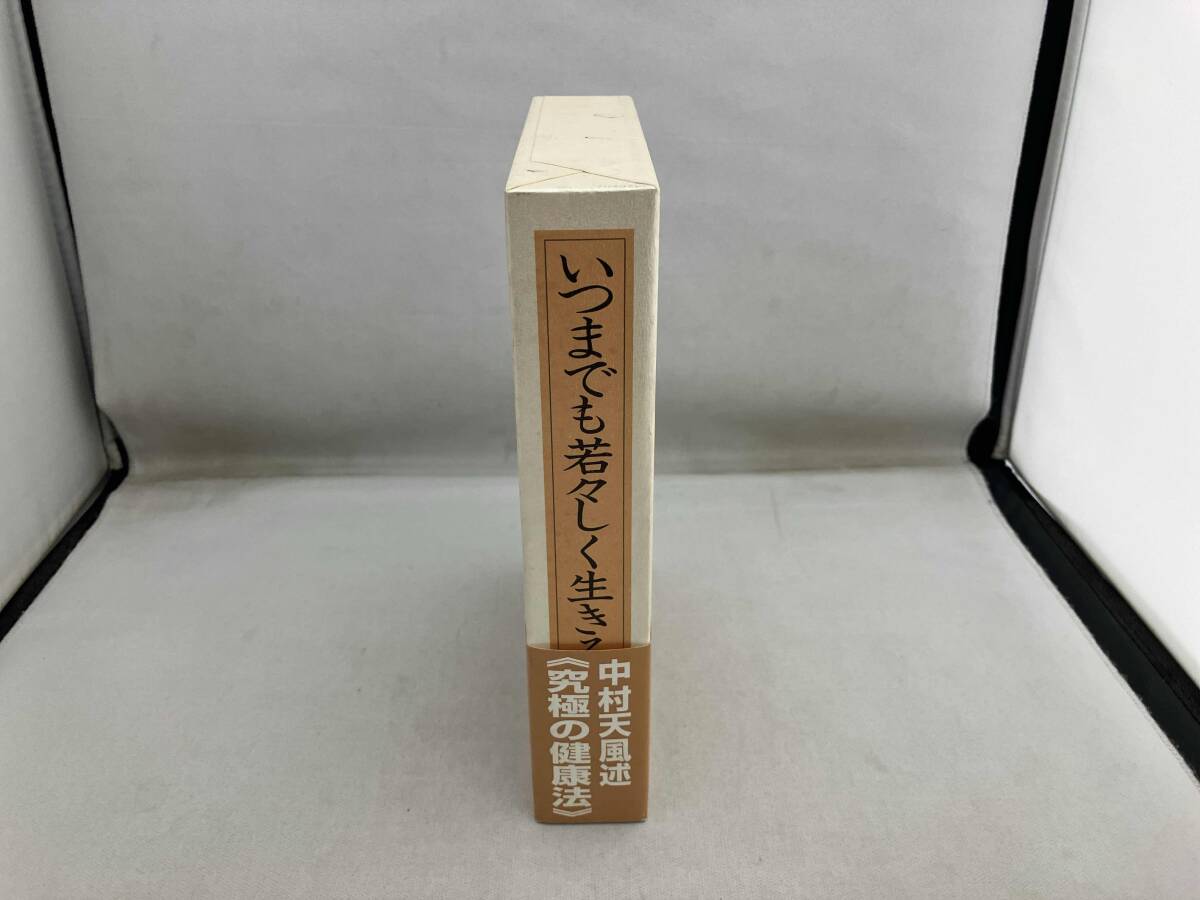 いつまでも若々しく生きる
中村天風述
《究極の健康法》